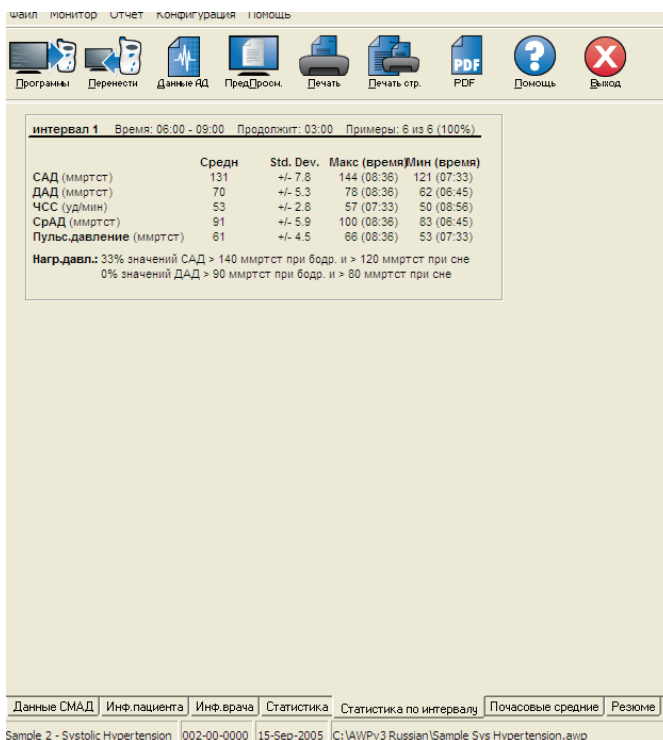 Файл Монитор Отчет Конфигурация Помощь
Программы Перенести Данные АД ПредПросм. Печать Печать стр. PDF Помощь Выход
PDF
интервал 1 Время: 06:00 - 09:00 Продолжит: 03:00 Примеры: 6 из 6 (100%)
Средн Std. Dev. Макс (время) Мин (время)
САД (ммртст) 131 +/- 7.8 144 (08:36) 121 (07:33)
ДАД (ммртст) 70 +/- 5.3 78 (08:36) 62 (06:45)
ЧСС (уд/мин) 53 +/- 2.8 57 (07:33) 50 (08:56)
СрАД (ммртст) 91 +/- 5.9 100 (08:36) 83 (06:45)
Пульс.давление (ммртст) 61 +/- 4.5 66 (08:36) 53 (07:33)
Нагр.давл.: 33% значений САД > 140 ммртст при бодр. и > 120 ммртст при сне
0% значений ДАД > 90 ммртст при бодр. и > 80 ммртст при сне
Данные СМАД Инф.пациента Инф.врача Статистика Статистика по интервалу Почасовые средние Резюме
Sample 2 - Systolic Hypertension 002-00-0000 15-Sep-2005 C:\AWPv3 Russian\Sample Sys Hypertension.awp